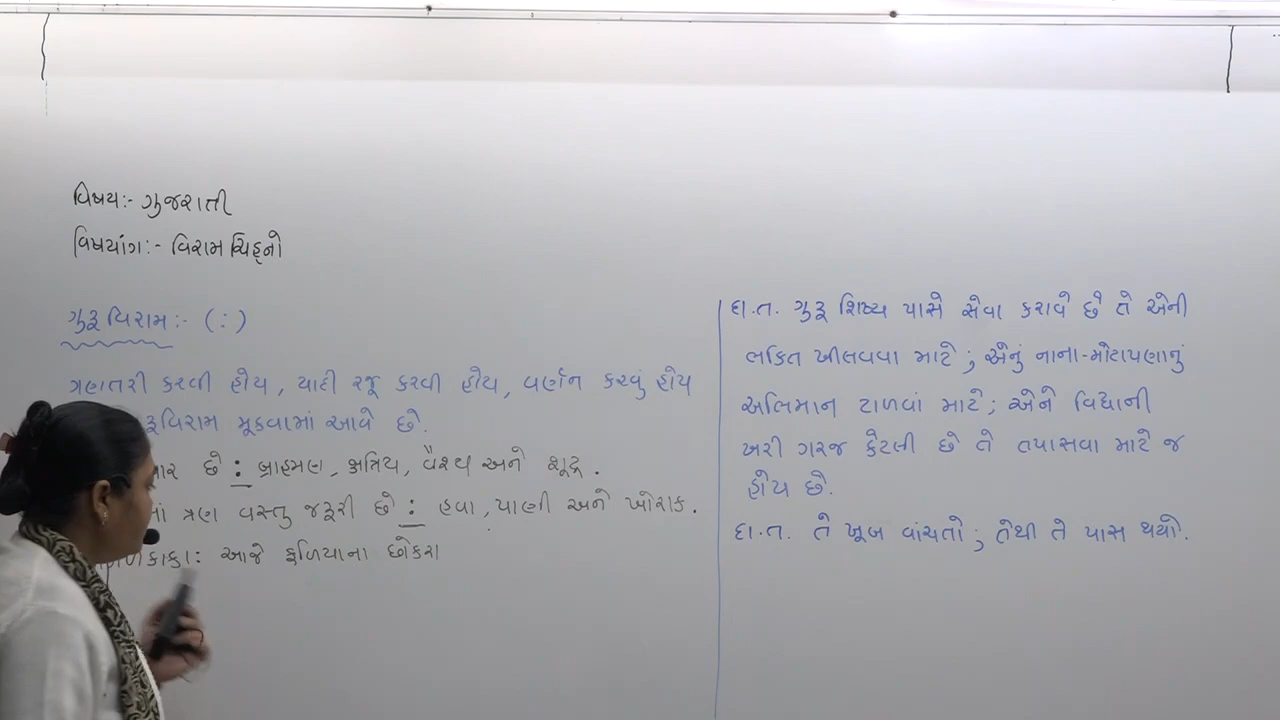 વિષય:- ગુજરાતી
વિષયાંગ:- વિરામ ચિહ્નો
ગુરૂ વિરામ:- (:)
ગણતરી કરવી હોય, યાદી રજૂ કરવી હોય, વર્ણન કરવું હોય
વિરામ મૂકવામાં આવે છે.
છે : બ્રાહ્મણ, ક્ષત્રિય, વૈશ્ય અને શૂદ્ર.
ત્રણ વસ્તુ જરૂરી છે : હવા, પાણી અને ખોરાક.
કાકા: આજે ફળિયાના છોકરા
દા.ત. ગુરૂ શિષ્ય પાસે સેવા કરાવે છે તે એની
ભકિત ખીલવવા માટે; એનું નાના-મોટાપણાનું
અભિમાન ટાળવાં માટે; એને વિદ્યાની
ખરી ગરજ કેટલી છે તે તપાસવા માટે જ
હોય છે.
દા.ત. તે ખૂબ વાંચતો; તેથી તે પાસ થયો.